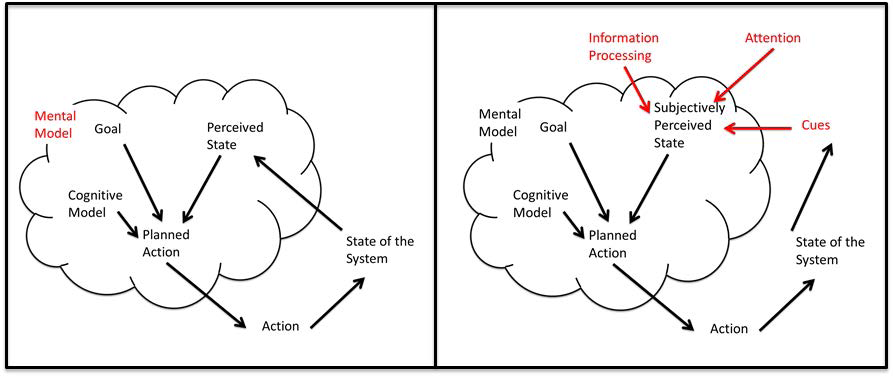 Mental
Model
Goal
Perceived
State
Cognitive
Model
Planned
Action
State of the
System
Action
Information
Processing
Attention
Mental
Model
Goal
Subjectively
Perceived
State
Cues
Cognitive
Model
Planned
Action
State of the
System
Action